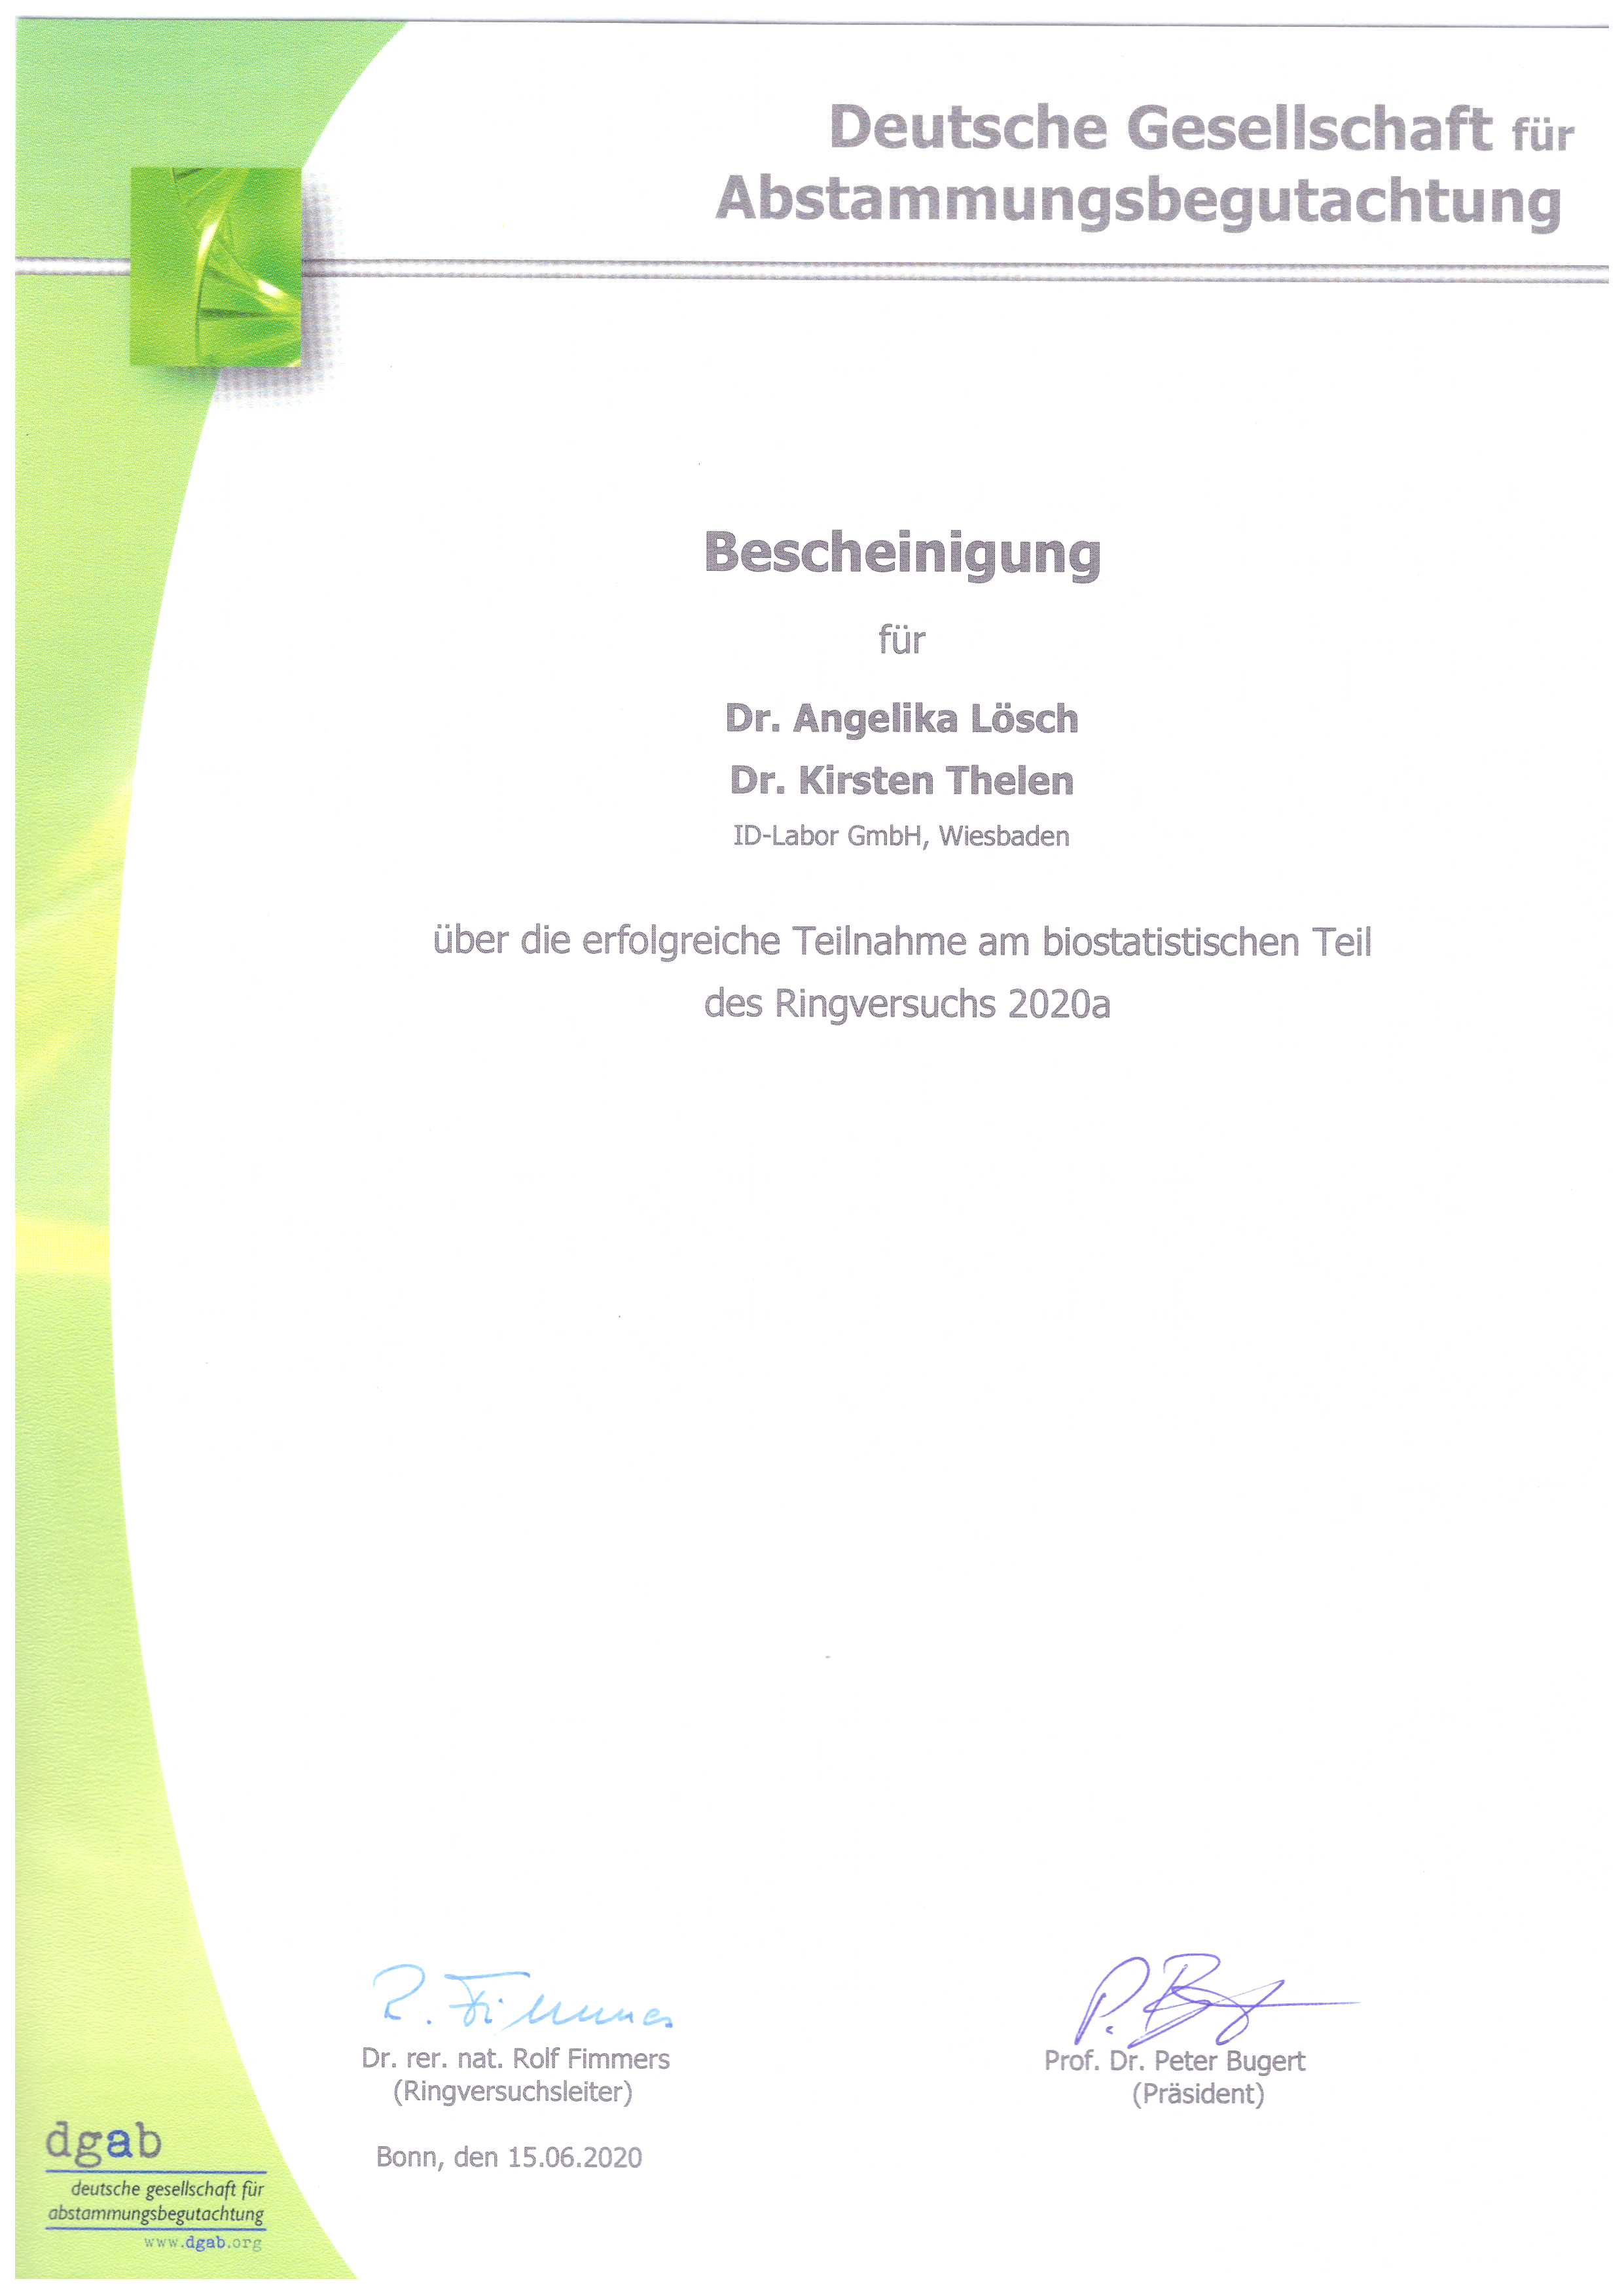 Deutsche Gesellschaft für
Abstammungsbegutachtung
Bescheinigung
für
Dr. Angelika Lösch
Dr. Kirsten Thelen
ID-Labor GmbH, Wiesbaden
über die erfolgreiche Teilnahme am biostatistischen Teil
des Ringversuchs 2020a
R. Fimmers
P. Bugert
Dr. rer. nat. Rolf Fimmers
(Ringversuchsleiter)
Prof. Dr. Peter Bugert
(Präsident)
Bonn, den 15.06.2020
dgab
deutsche gesellschaft für
abstammungsbegutachtung
www.dgab.org